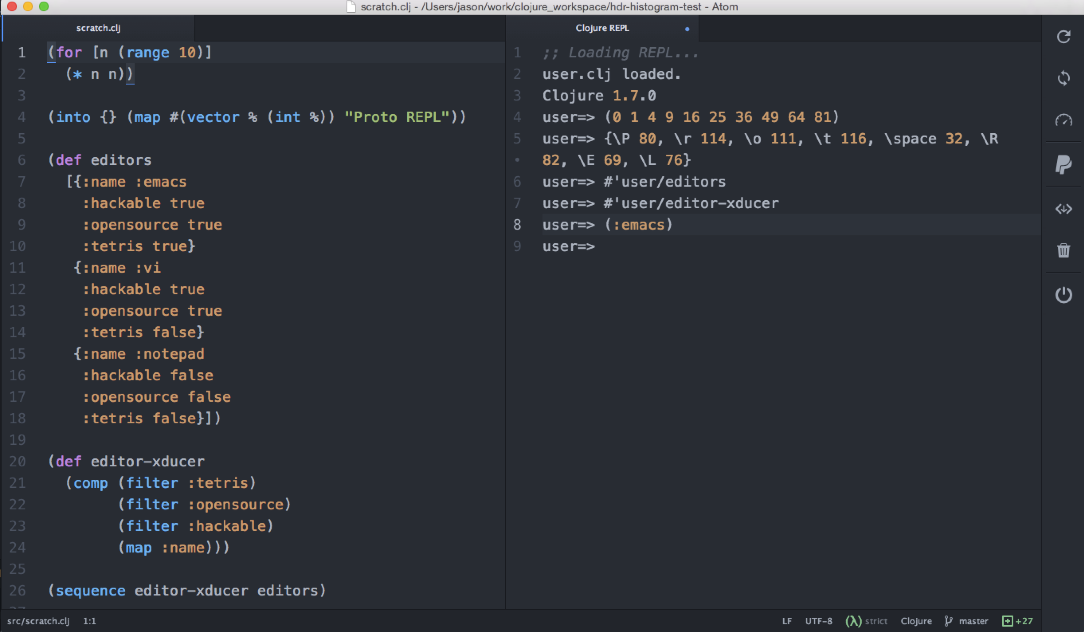 scratch.clj - /Users/jason/work/clojure_workspace/hdr-histogram-test - Atom
scratch.clj
1 (for [n (range 10)]
2 (* n n))
3
4 (into {} (map #(vector % (int %)) "Proto REPL"))
5
6 (def editors
7 [{:name :emacs
8 :hackable true
9 :opensource true
10 :tetris true}
11 {:name :vi
12 :hackable true
13 :opensource true
14 :tetris false}
15 {:name :notepad
16 :hackable false
17 :opensource false
18 :tetris false}])
19
20 (def editor-xducer
21 (comp (filter :tetris)
22 (filter :opensource)
23 (filter :hackable)
24 (map :name)))
25
26 (sequence editor-xducer editors)
Clojure REPL
1 ;; Loading REPL...
2 user.clj loaded.
3 Clojure 1.7.0
4 user=> (0 1 4 9 16 25 36 49 64 81)
5 user=> {\P 80, \r 114, \o 111, \t 116, \space 32, \R
• 82, \E 69, \L 76}
6 user=> #'user/editors
7 user=> #'user/editor-xducer
8 user=> (:emacs)
9 user=>
src/scratch.clj 1:1
LF UTF-8 (λ) strict Clojure master +27